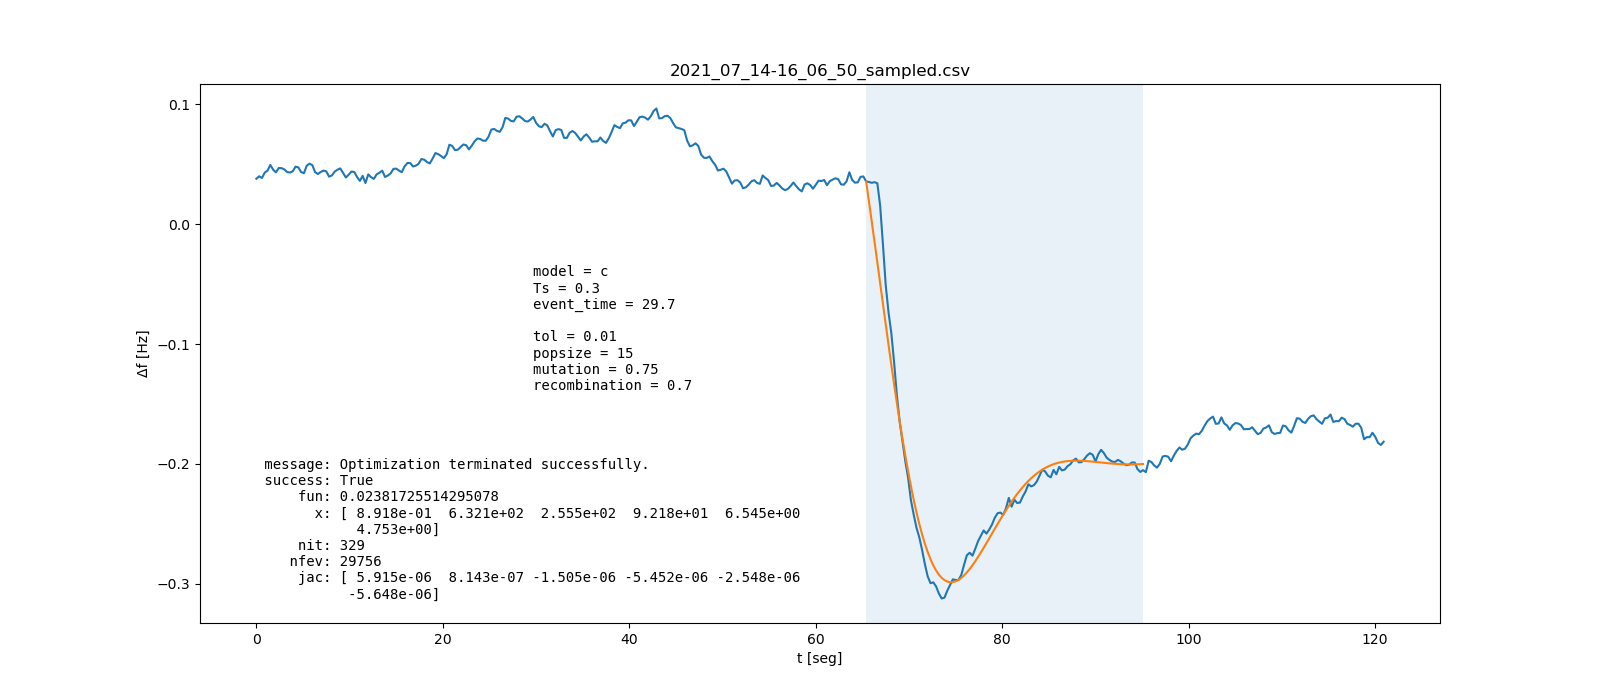 2021_07_14-16_06_50_sampled.csv
0.1
0.0
−0.1
−0.2
−0.3
Δf [Hz]
model = c
Ts = 0.3
event_time = 29.7
tol = 0.01
popsize = 15
mutation = 0.75
recombination = 0.7
message: Optimization terminated successfully.
success: True
fun: 0.02381725514295078
x: [ 8.918e-01  6.321e+02  2.555e+02  9.218e+01  6.545e+00
4.753e+00]
nit: 329
nfev: 29756
jac: [ 5.915e-06  8.143e-07 -1.505e-06 -5.452e-06 -2.548e-06
-5.648e-06]
0 20 40 60 80 100 120
t [seg]